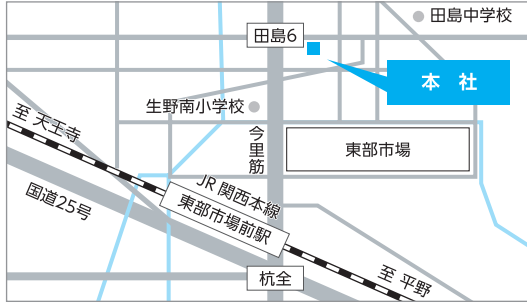 田島中学校
田島6
本 社
生野南小学校
至 天王寺
今里筋
東部市場
JR 関西本線
国道25号
東部市場前駅
至 平野
杭全